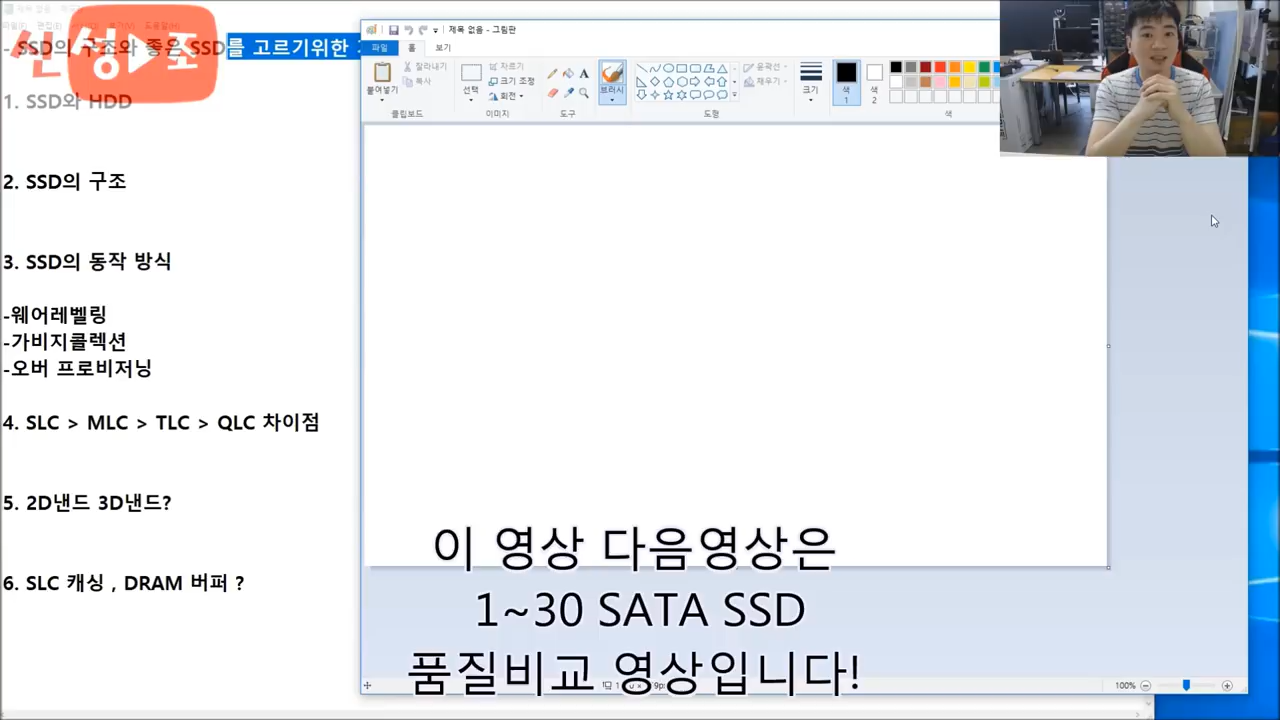 신성조
- SSD의 구조와 좋은 SSD를 고르기위한
1. SSD와 HDD
2. SSD의 구조
3. SSD의 동작 방식
-웨어레벨링
-가비지콜렉션
-오버 프로비저닝
4. SLC > MLC > TLC > QLC 차이점
5. 2D낸드 3D낸드?
6. SLC 캐싱 , DRAM 버퍼 ?
제목 없음 - 그림판
파일 홈 보기
붙여넣기
잘라내기
복사
클립보드
선택
자르기
크기 조정
회전
이미지
A
도구
브러시
윤곽선
채우기
도형
크기
색 1
색 2
색
이 영상 다음영상은
1~30 SATA SSD
품질비교 영상입니다!
100%